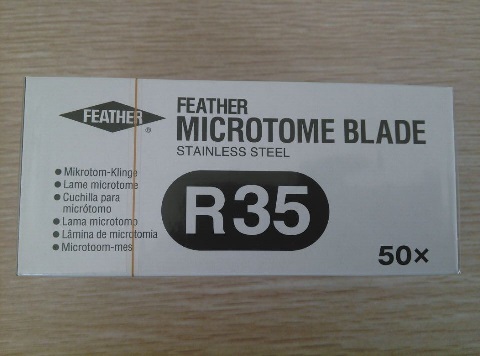 FEATHER
®
FEATHER
MICROTOME BLADE
STAINLESS STEEL
• Mikrotom-Klinge
• Lame microtome
• Cuchilla para
micrótomo
• Lama microtomo
• Lâmina de microtomia
• Microtoom-mes
R35
50×